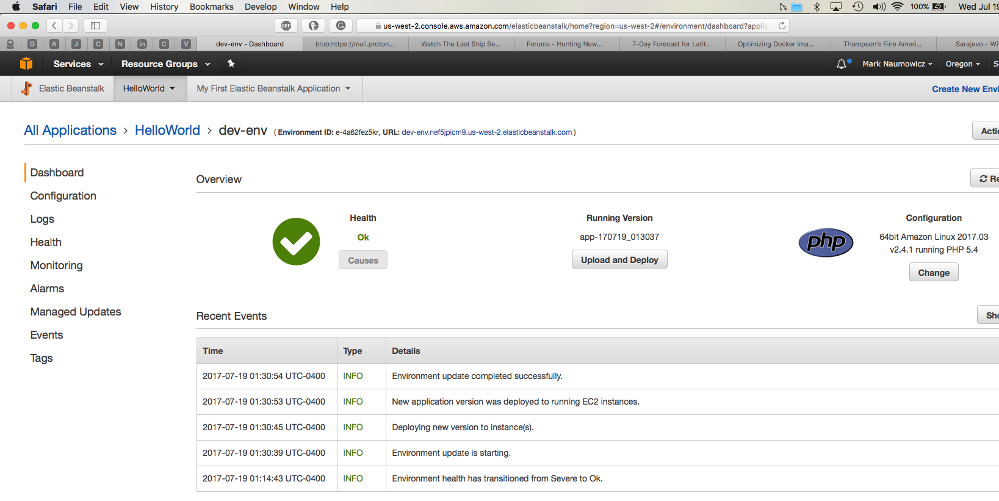 Safari File Edit View History Bookmarks Develop Window Help 100% Wed Jul 19
ABP us-west-2.console.aws.amazon.com/elasticbeanstalk/home?region=us-west-2#/environment/dashboard?applic
G A J C N in C V dev-env - Dashboard blob:https://mail.proton... Watch The Last Ship Se... Forums - Hunting New... 7-Day Forecast for Latit... Optimizing Docker Ima... Thompson's Fine Ameri... Sarajevo - Wi
Services Resource Groups Mark Naumowicz Oregon S
Elastic Beanstalk HelloWorld My First Elastic Beanstalk Application Create New Envi
All Applications > HelloWorld > dev-env ( Environment ID: e-4a62fez5kr, URL: dev-env.nef5jpicm9.us-west-2.elasticbeanstalk.com )
Actio
Dashboard
Configuration
Logs
Health
Monitoring
Alarms
Managed Updates
Events
Tags
Overview
Re
Health
Ok
Causes
Running Version
app-170719_013037
Upload and Deploy
php
Configuration
64bit Amazon Linux 2017.03
v2.4.1 running PHP 5.4
Change
Recent Events
Sho
Time Type Details
2017-07-19 01:30:54 UTC-0400 INFO Environment update completed successfully.
2017-07-19 01:30:53 UTC-0400 INFO New application version was deployed to running EC2 instances.
2017-07-19 01:30:45 UTC-0400 INFO Deploying new version to instance(s).
2017-07-19 01:30:39 UTC-0400 INFO Environment update is starting.
2017-07-19 01:14:43 UTC-0400 INFO Environment health has transitioned from Severe to Ok.